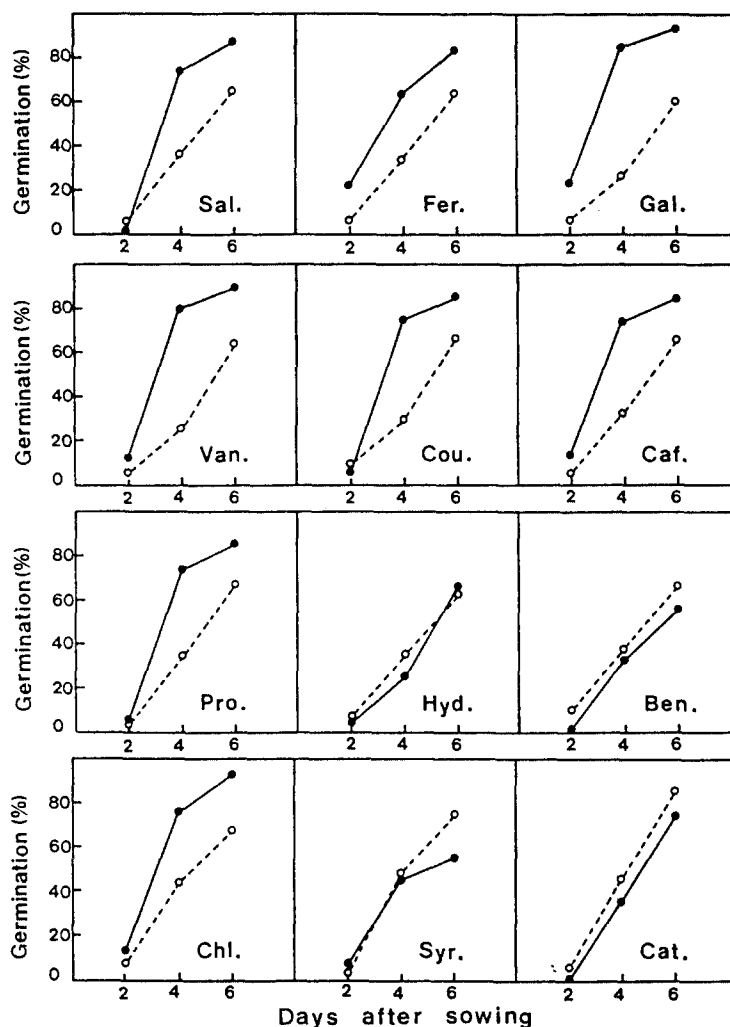 Germination (%)
80
60
40
20
0
Sal.
Fer.
Gal.
2 4 6 2 4 6 2 4 6
Germination (%)
80
60
40
20
0
Van.
Cou.
Caf.
2 4 6 2 4 6 2 4 6
Germination (%)
80
60
40
20
0
Pro.
Hyd.
Ben.
2 4 6 2 4 6 2 4 6
Germination (%)
80
60
40
20
0
Chl.
Syr.
Cat.
2 4 6 2 4 6 2 4 6
Days after sowing